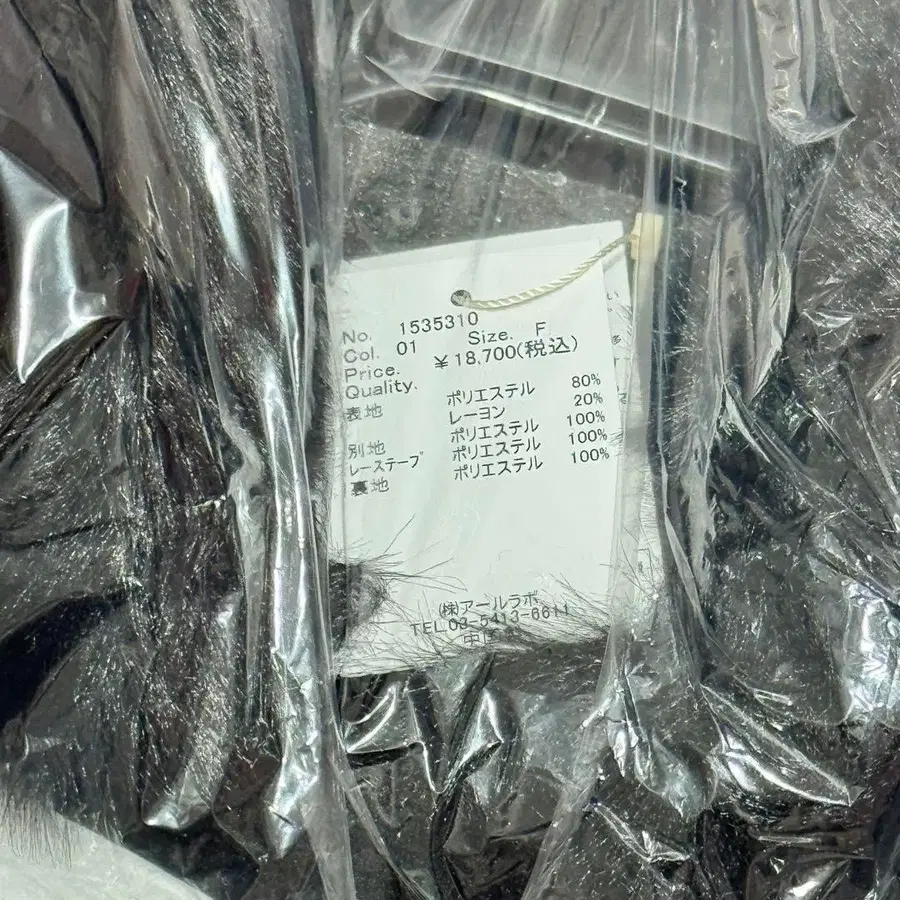 No. 1535310
Col. 01 Size. F
Price. ¥18,700(税込)
Quality.
表地 ポリエステル 80%
レーヨン 20%
別地 ポリエステル 100%
レーステープ ポリエステル 100%
裏地 ポリエステル 100%
(株)アールラボ
TEL.03-5413-6611